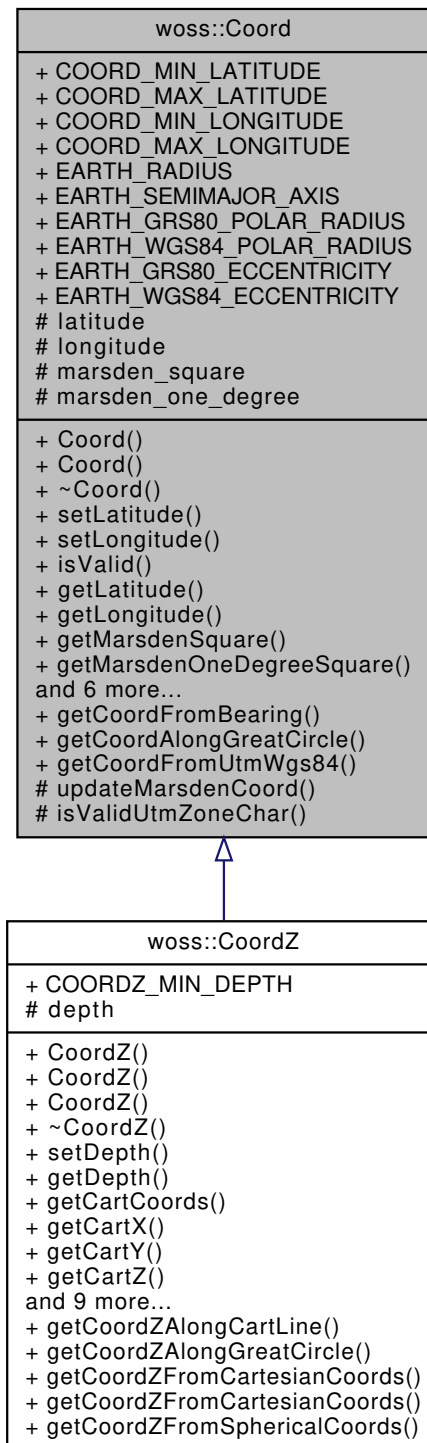 woss::Coord
+ COORD_MIN_LATITUDE
+ COORD_MAX_LATITUDE
+ COORD_MIN_LONGITUDE
+ COORD_MAX_LONGITUDE
+ EARTH_RADIUS
+ EARTH_SEMIMAJOR_AXIS
+ EARTH_GRS80_POLAR_RADIUS
+ EARTH_WGS84_POLAR_RADIUS
+ EARTH_GRS80_ECCENTRICITY
+ EARTH_WGS84_ECCENTRICITY
# latitude
# longitude
# marsden_square
# marsden_one_degree
+ Coord()
+ Coord()
+ ~Coord()
+ setLatitude()
+ setLongitude()
+ isValid()
+ getLatitude()
+ getLongitude()
+ getMarsdenSquare()
+ getMarsdenOneDegreeSquare()
and 6 more...
+ getCoordFromBearing()
+ getCoordAlongGreatCircle()
+ getCoordFromUtmWgs84()
# updateMarsdenCoord()
# isValidUtmZoneChar()
woss::CoordZ
+ COORDZ_MIN_DEPTH
# depth
+ CoordZ()
+ CoordZ()
+ CoordZ()
+ ~CoordZ()
+ setDepth()
+ getDepth()
+ getCartCoords()
+ getCartX()
+ getCartY()
+ getCartZ()
and 9 more...
+ getCoordZAlongCartLine()
+ getCoordZAlongGreatCircle()
+ getCoordZFromCartesianCoords()
+ getCoordZFromCartesianCoords()
+ getCoordZFromSphericalCoords()